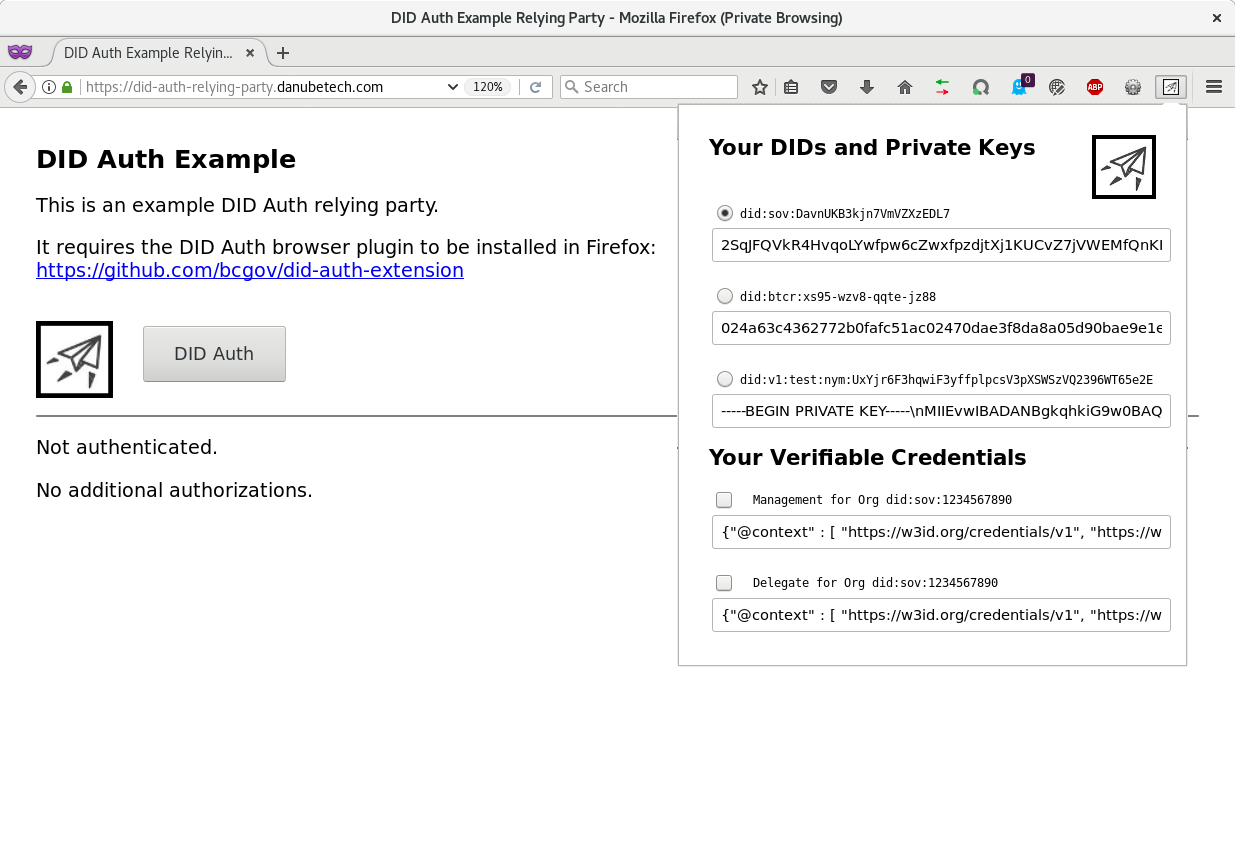 DID Auth Example Relying Party - Mozilla Firefox (Private Browsing)
DID Auth Example Relyin...
https://did-auth-relying-party.danubetech.com
120%
Search
0
ABP
DID Auth Example
This is an example DID Auth relying party.
It requires the DID Auth browser plugin to be installed in Firefox:
https://github.com/bcgov/did-auth-extension
DID Auth
Not authenticated.
No additional authorizations.
Your DIDs and Private Keys
did:sov:DavnUKB3kjn7VmVZXzEDL7
2SqJFQVkR4HvqoLYwfpw6cZwxfpzdjtXj1KUCvZ7jVWEMfQnKI
did:btcr:xs95-wzv8-qqte-jz88
024a63c4362772b0fafc51ac02470dae3f8da8a05d90bae9e1e
did:v1:test:nym:UxYjr6F3hqwiF3yffplpcsV3pXSWSzVQ2396WT65e2E
-----BEGIN PRIVATE KEY-----\nMIIEvwIBADANBgkqhkiG9w0BAQ
Your Verifiable Credentials
Management for Org did:sov:1234567890
{"@context" : [ "https://w3id.org/credentials/v1", "https://w
Delegate for Org did:sov:1234567890
{"@context" : [ "https://w3id.org/credentials/v1", "https://w